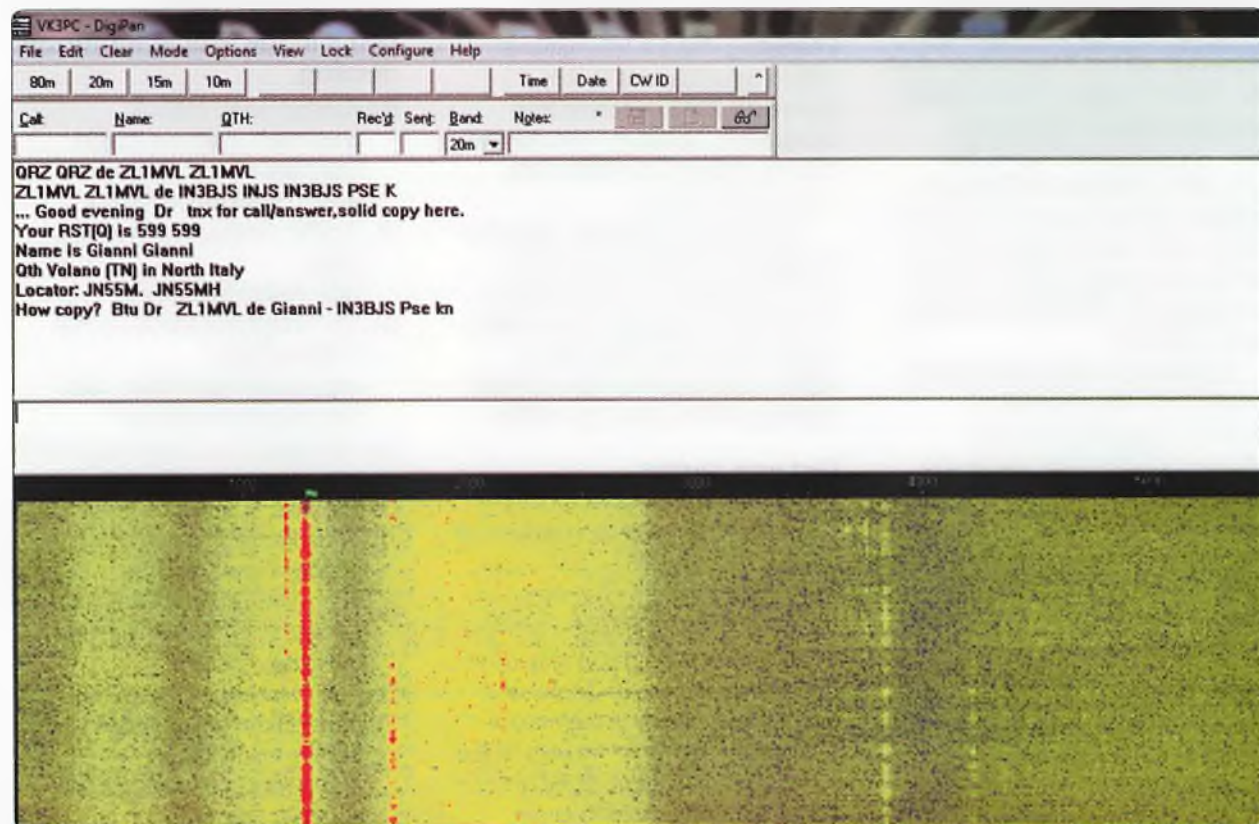 VK3PC - DigiPan
File Edit Clear Mode Options View Lock Configure Help
80m 20m 15m 10m Time Date CW ID ^
Call: Name: QTH: Rec'd: Sent: Band: Notes: *
20m
QRZ QRZ de ZL1MVL ZL1MVL
ZL1MVL ZL1MVL de IN3BJS INJS IN3BJS PSE K
... Good evening Dr tnx for call/answer,solid copy here.
Your RST(Q) is 599 599
Name is Gianni Gianni
Qth Volano (TN) in North Italy
Locator: JN55M. JN55MH
How copy? Btu Dr ZL1MVL de Gianni - IN3BJS Pse kn
1000 2000 3000 4000